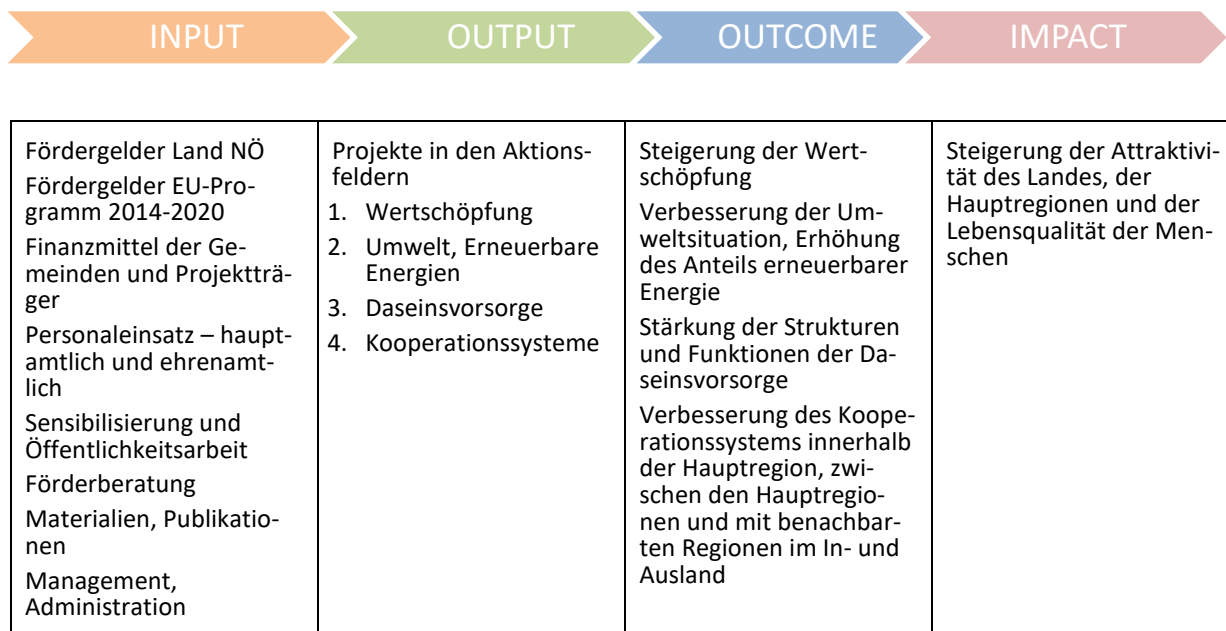 INPUT
OUTPUT
OUTCOME
IMPACT
Fördergelder Land NÖ
Fördergelder EU-Pro-
gramm 2014-2020
Finanzmittel der Ge-
meinden und Projektträ-
ger
Personaleinsatz – haupt-
amtlich und ehrenamt-
lich
Sensibilisierung und
Öffentlichkeitsarbeit
Förderberatung
Materialien, Publikatio-
nen
Management,
Administration
Projekte in den Aktions-
feldern
1. Wertschöpfung
2. Umwelt, Erneuerbare
Energien
3. Daseinsvorsorge
4. Kooperationssysteme
Steigerung der Wert-
schöpfung
Verbesserung der Um-
weltsituation, Erhöhung
des Anteils erneuerbarer
Energie
Stärkung der Strukturen
und Funktionen der Da-
seinsvorsorge
Verbesserung des Koope-
rationssystems innerhalb
der Hauptregion, zwi-
schen den Hauptregio-
nen und mit benachbar-
ten Regionen im In- und
Ausland
Steigerung der Attraktivi-
tät des Landes, der
Hauptregionen und der
Lebensqualität der Men-
schen